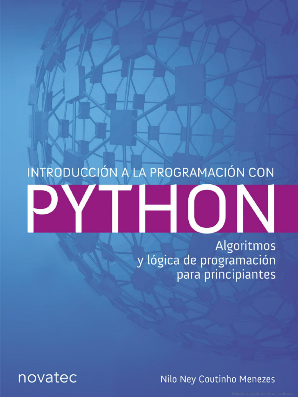 INTRODUCCIÓN A LA PROGRAMACIÓN CON
PYTHON
Algoritmos
y lógica de programación
para principiantes
novatec
Nilo Ney Coutinho Menezes